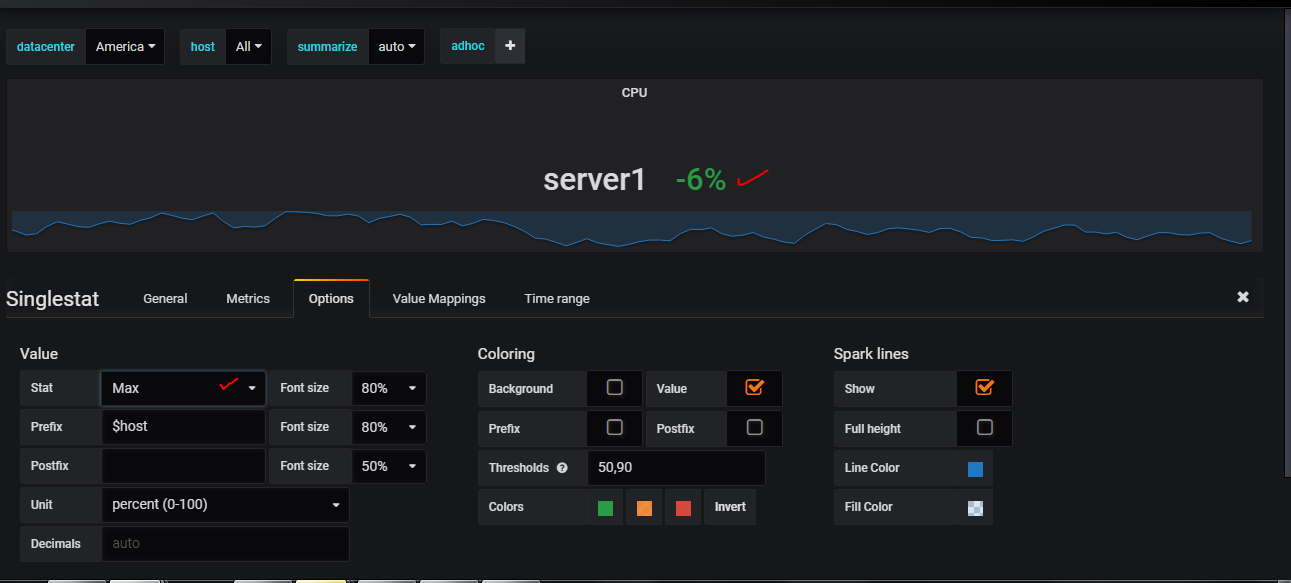 datacenter America host All summarize auto adhoc +
CPU
server1 -6%
Singlestat General Metrics Options Value Mappings Time range
Value Coloring Spark lines
Stat Max Font size 80% Background Value Show
Prefix $host Font size 80% Prefix Postfix Full height
Postfix Font size 50% Thresholds 50,90 Line Color
Unit percent (0-100) Colors Invert Fill Color
Decimals auto